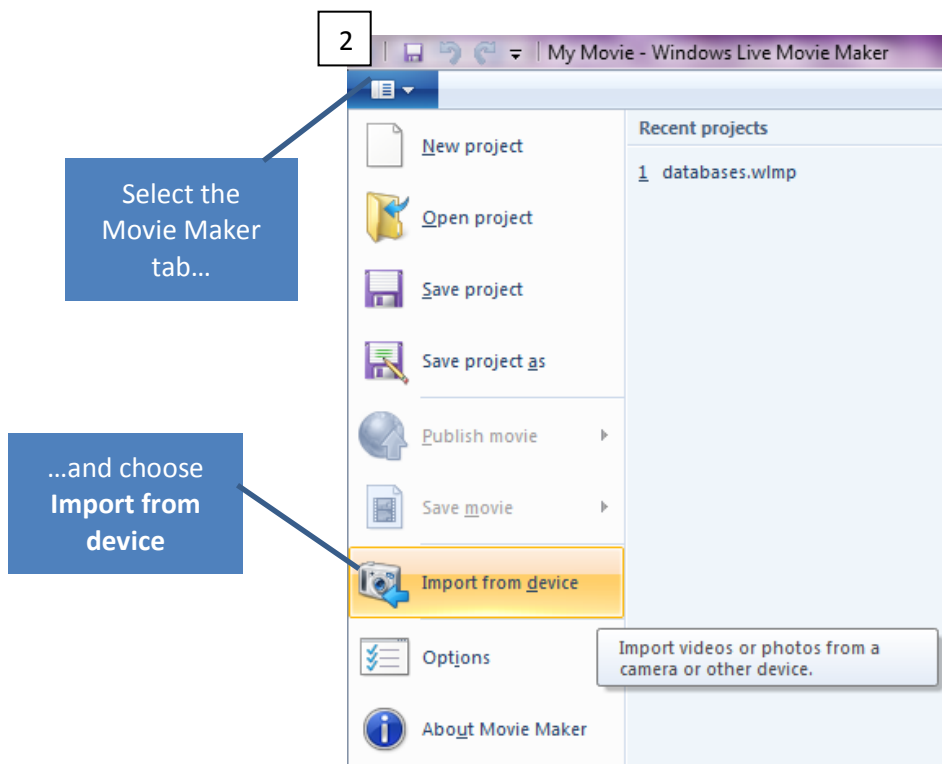 2
My Movie - Windows Live Movie Maker
Select the
Movie Maker
tab…
New project
Open project
Save project
Save project as
Publish movie
Save movie
…and choose
Import from
device
Import from device
Options
About Movie Maker
Recent projects
1 databases.wlmp
Import videos or photos from a
camera or other device.